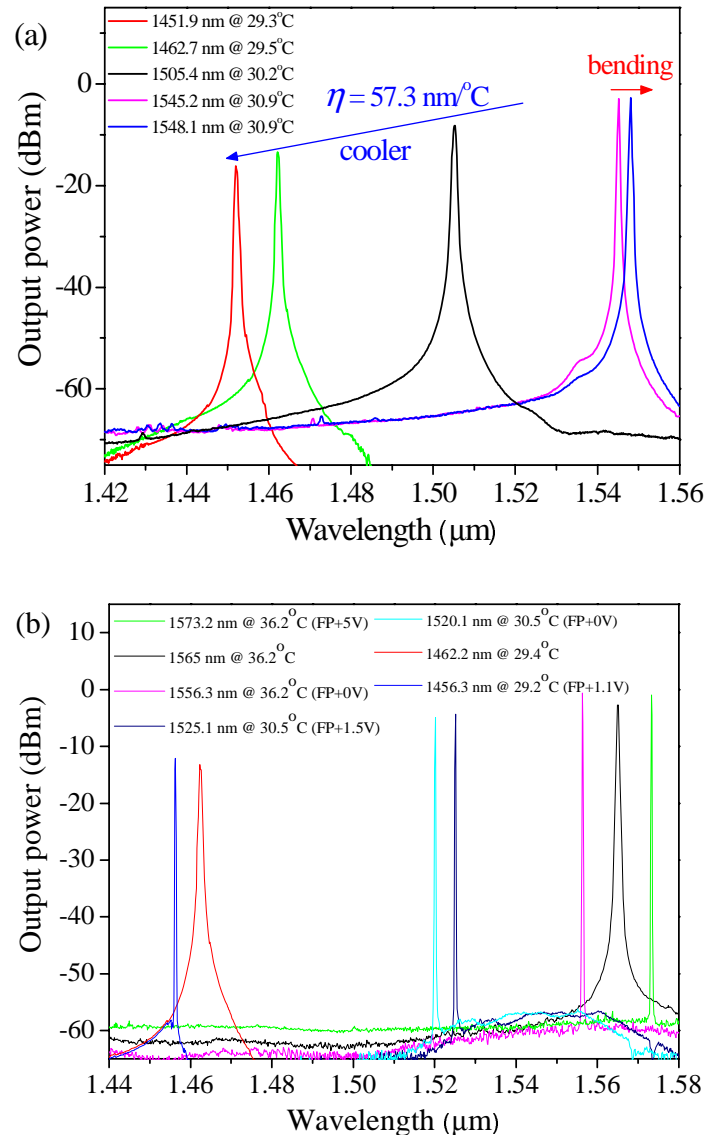 (a)
1451.9 nm @ 29.3°C
1462.7 nm @ 29.5°C
1505.4 nm @ 30.2°C
1545.2 nm @ 30.9°C
1548.1 nm @ 30.9°C
bending
η = 57.3 nm/°C
cooler
Output power (dBm)
0
-20
-40
-60
1.42 1.44 1.46 1.48 1.50 1.52 1.54 1.56
Wavelength (μm)
(b)
1573.2 nm @ 36.2°C (FP+5V) 1520.1 nm @ 30.5°C (FP+0V)
1565 nm @ 36.2°C 1462.2 nm @ 29.4°C
1556.3 nm @ 36.2°C (FP+0V) 1456.3 nm @ 29.2°C (FP+1.1V)
1525.1 nm @ 30.5°C (FP+1.5V)
Output power (dBm)
10
0
-10
-20
-30
-40
-50
-60
1.44 1.46 1.48 1.50 1.52 1.54 1.56 1.58
Wavelength (μm)